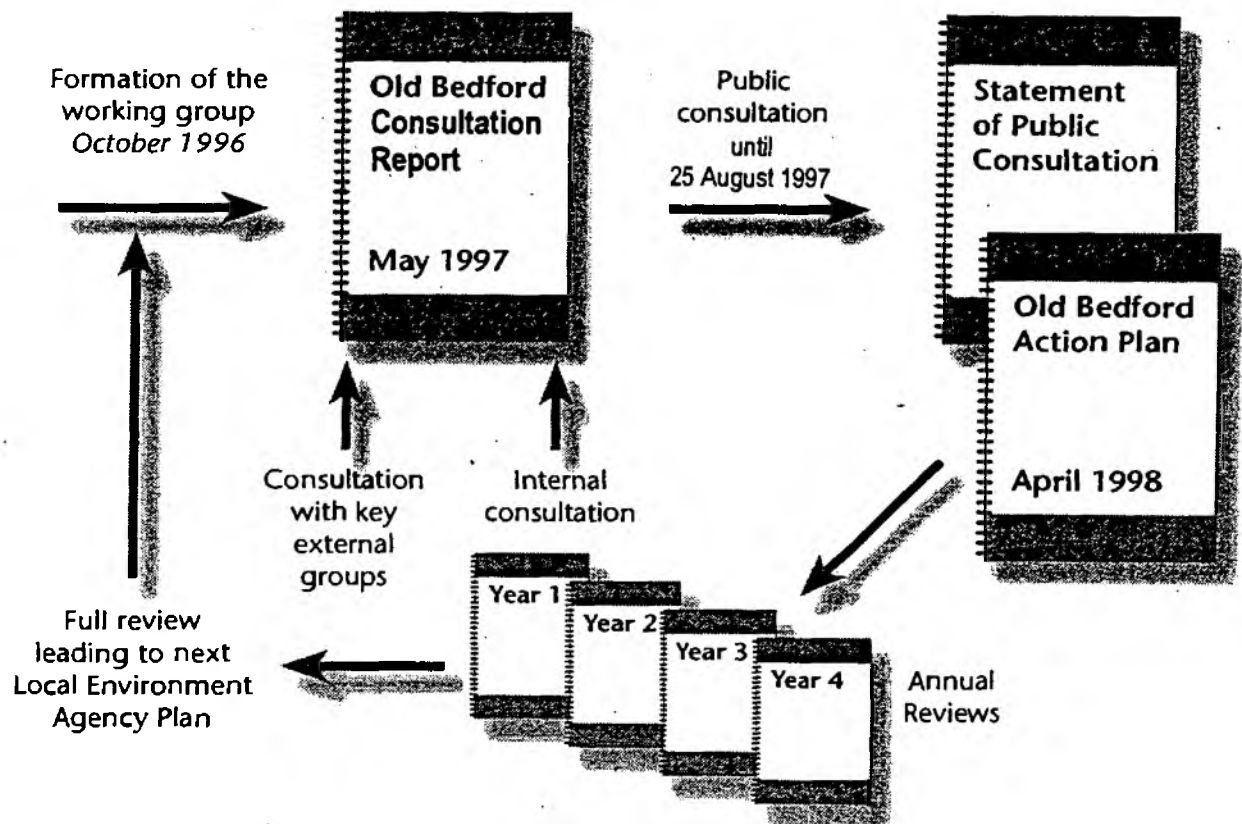 Formation of the
working group
October 1996
Old Bedford
Consultation
Report
May 1997
Public
consultation
until
25 August 1997
Statement
of Public
Consultation
Old Bedford
Action Plan
April 1998
Consultation
with key
external
groups
Internal
consultation
Year 1
Year 2
Year 3
Year 4
Annual
Reviews
Full review
leading to next
Local Environment
Agency Plan